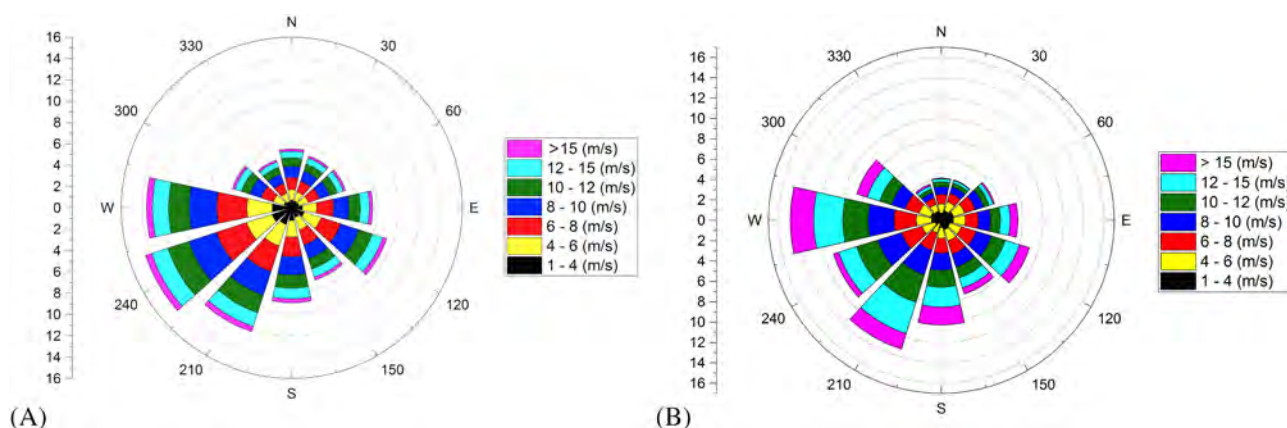 16
14
12
10
8
6
4
2
0
2
4
6
8
10
12
14
16
N
30
60
E
120
150
S
210
240
W
300
330
>15 (m/s)
12 - 15 (m/s)
10 - 12 (m/s)
8 - 10 (m/s)
6 - 8 (m/s)
4 - 6 (m/s)
1 - 4 (m/s)
(A)
16
14
12
10
8
6
4
2
0
2
4
6
8
10
12
14
16
N
30
60
E
120
150
S
210
240
W
300
330
> 15 (m/s)
12 - 15 (m/s)
10 - 12 (m/s)
8 - 10 (m/s)
6 - 8 (m/s)
4 - 6 (m/s)
1 - 4 (m/s)
(B)